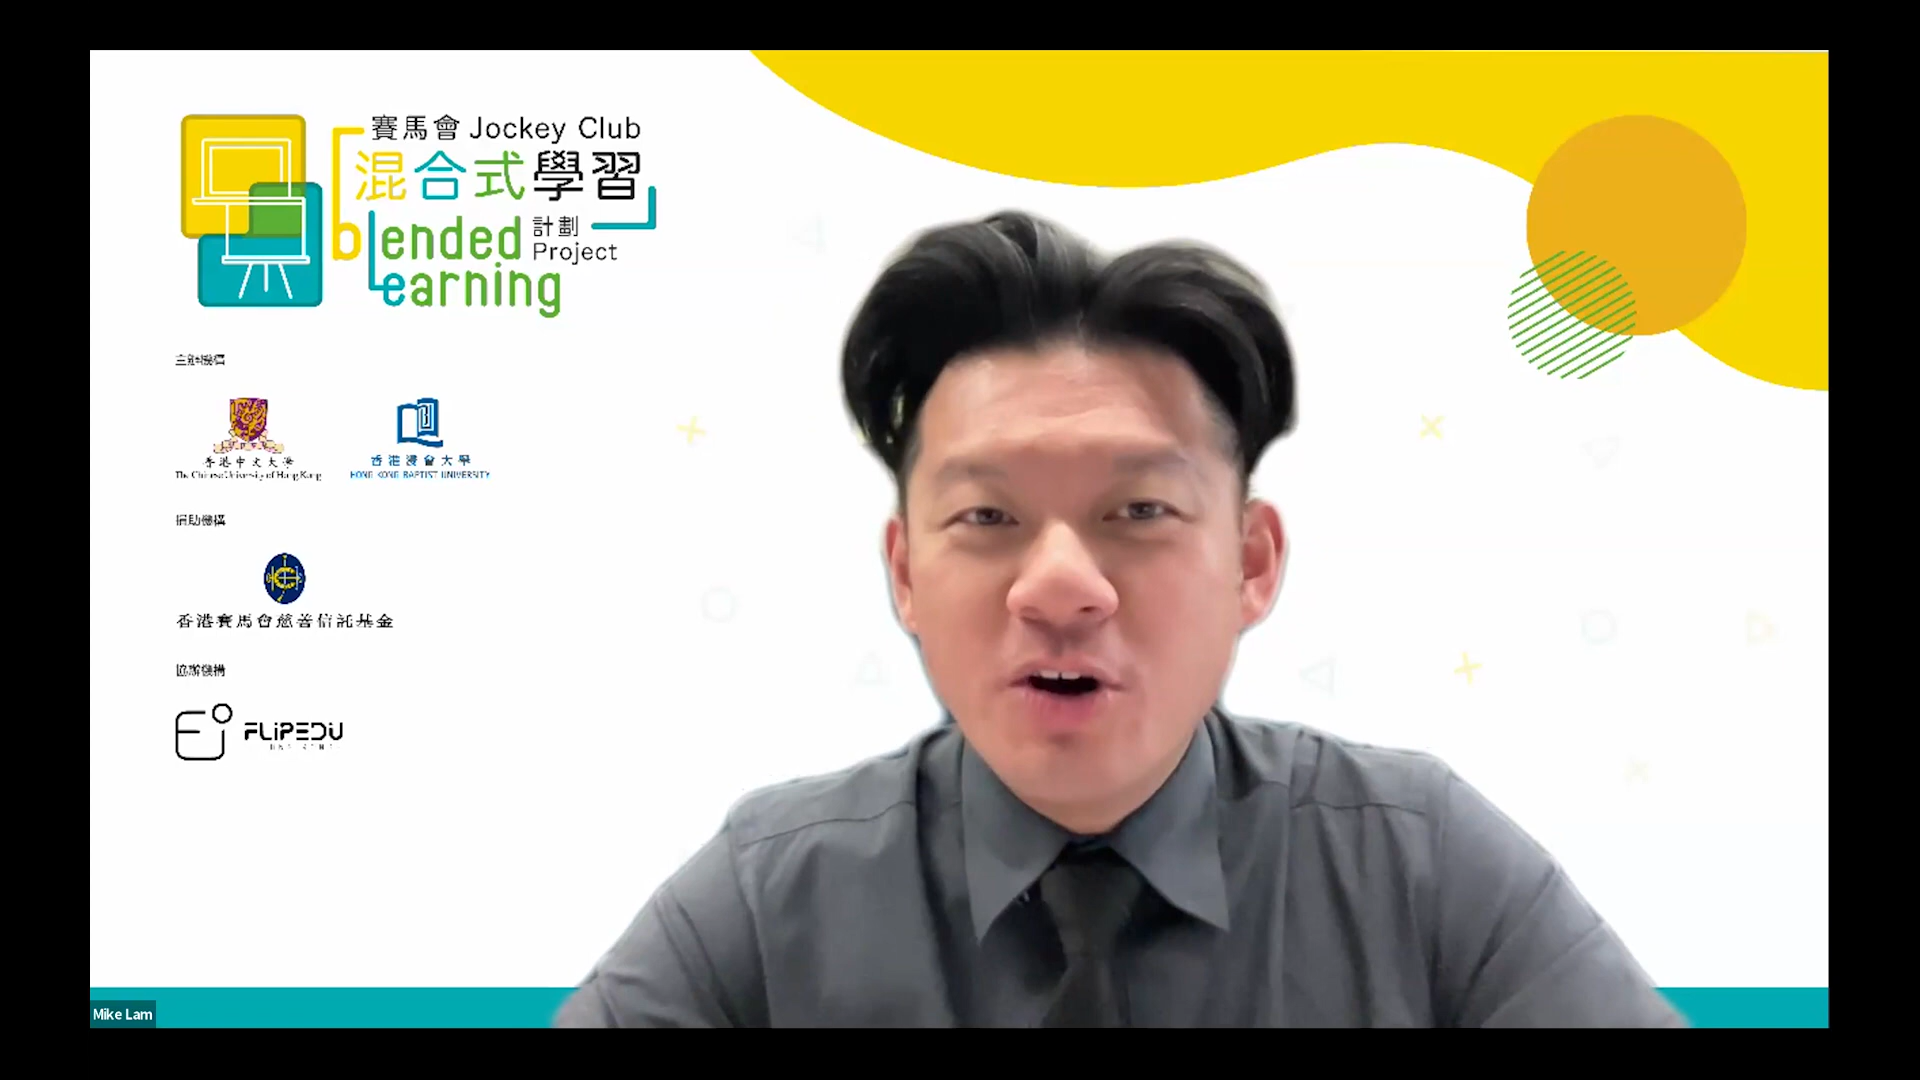 賽馬會 Jockey Club
混合式學習
blended 計劃
Project
Learning
主辦機構
香港中文大學
The Chinese University of Hong Kong
香港浸會大學
HONG KONG BAPTIST UNIVERSITY
捐助機構
香港賽馬會慈善信託基金
協辦機構
FLiPEDU
Mike Lam